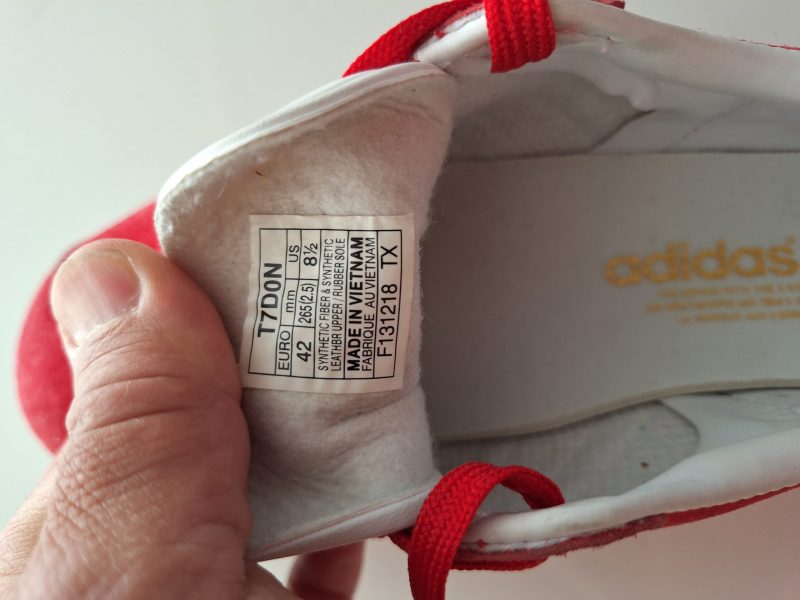 T7D0N
EURO mm US
42 265(2.5) 8½
SYNTHETIC FIBER & SYNTHETIC
LEATHBR UPPER / RUBBER SOLE
MADE IN VIETNAM
FABRIQUE AU VIETNAM
F131218 TX
adidas